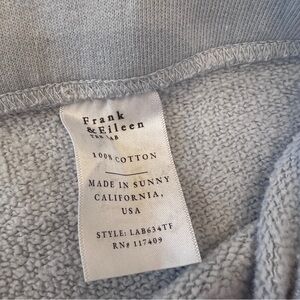 Frank
& Eileen
TEE LAB
100% COTTON
MADE IN SUNNY
CALIFORNIA,
USA
STYLE: LAB634TF
RN# 117409